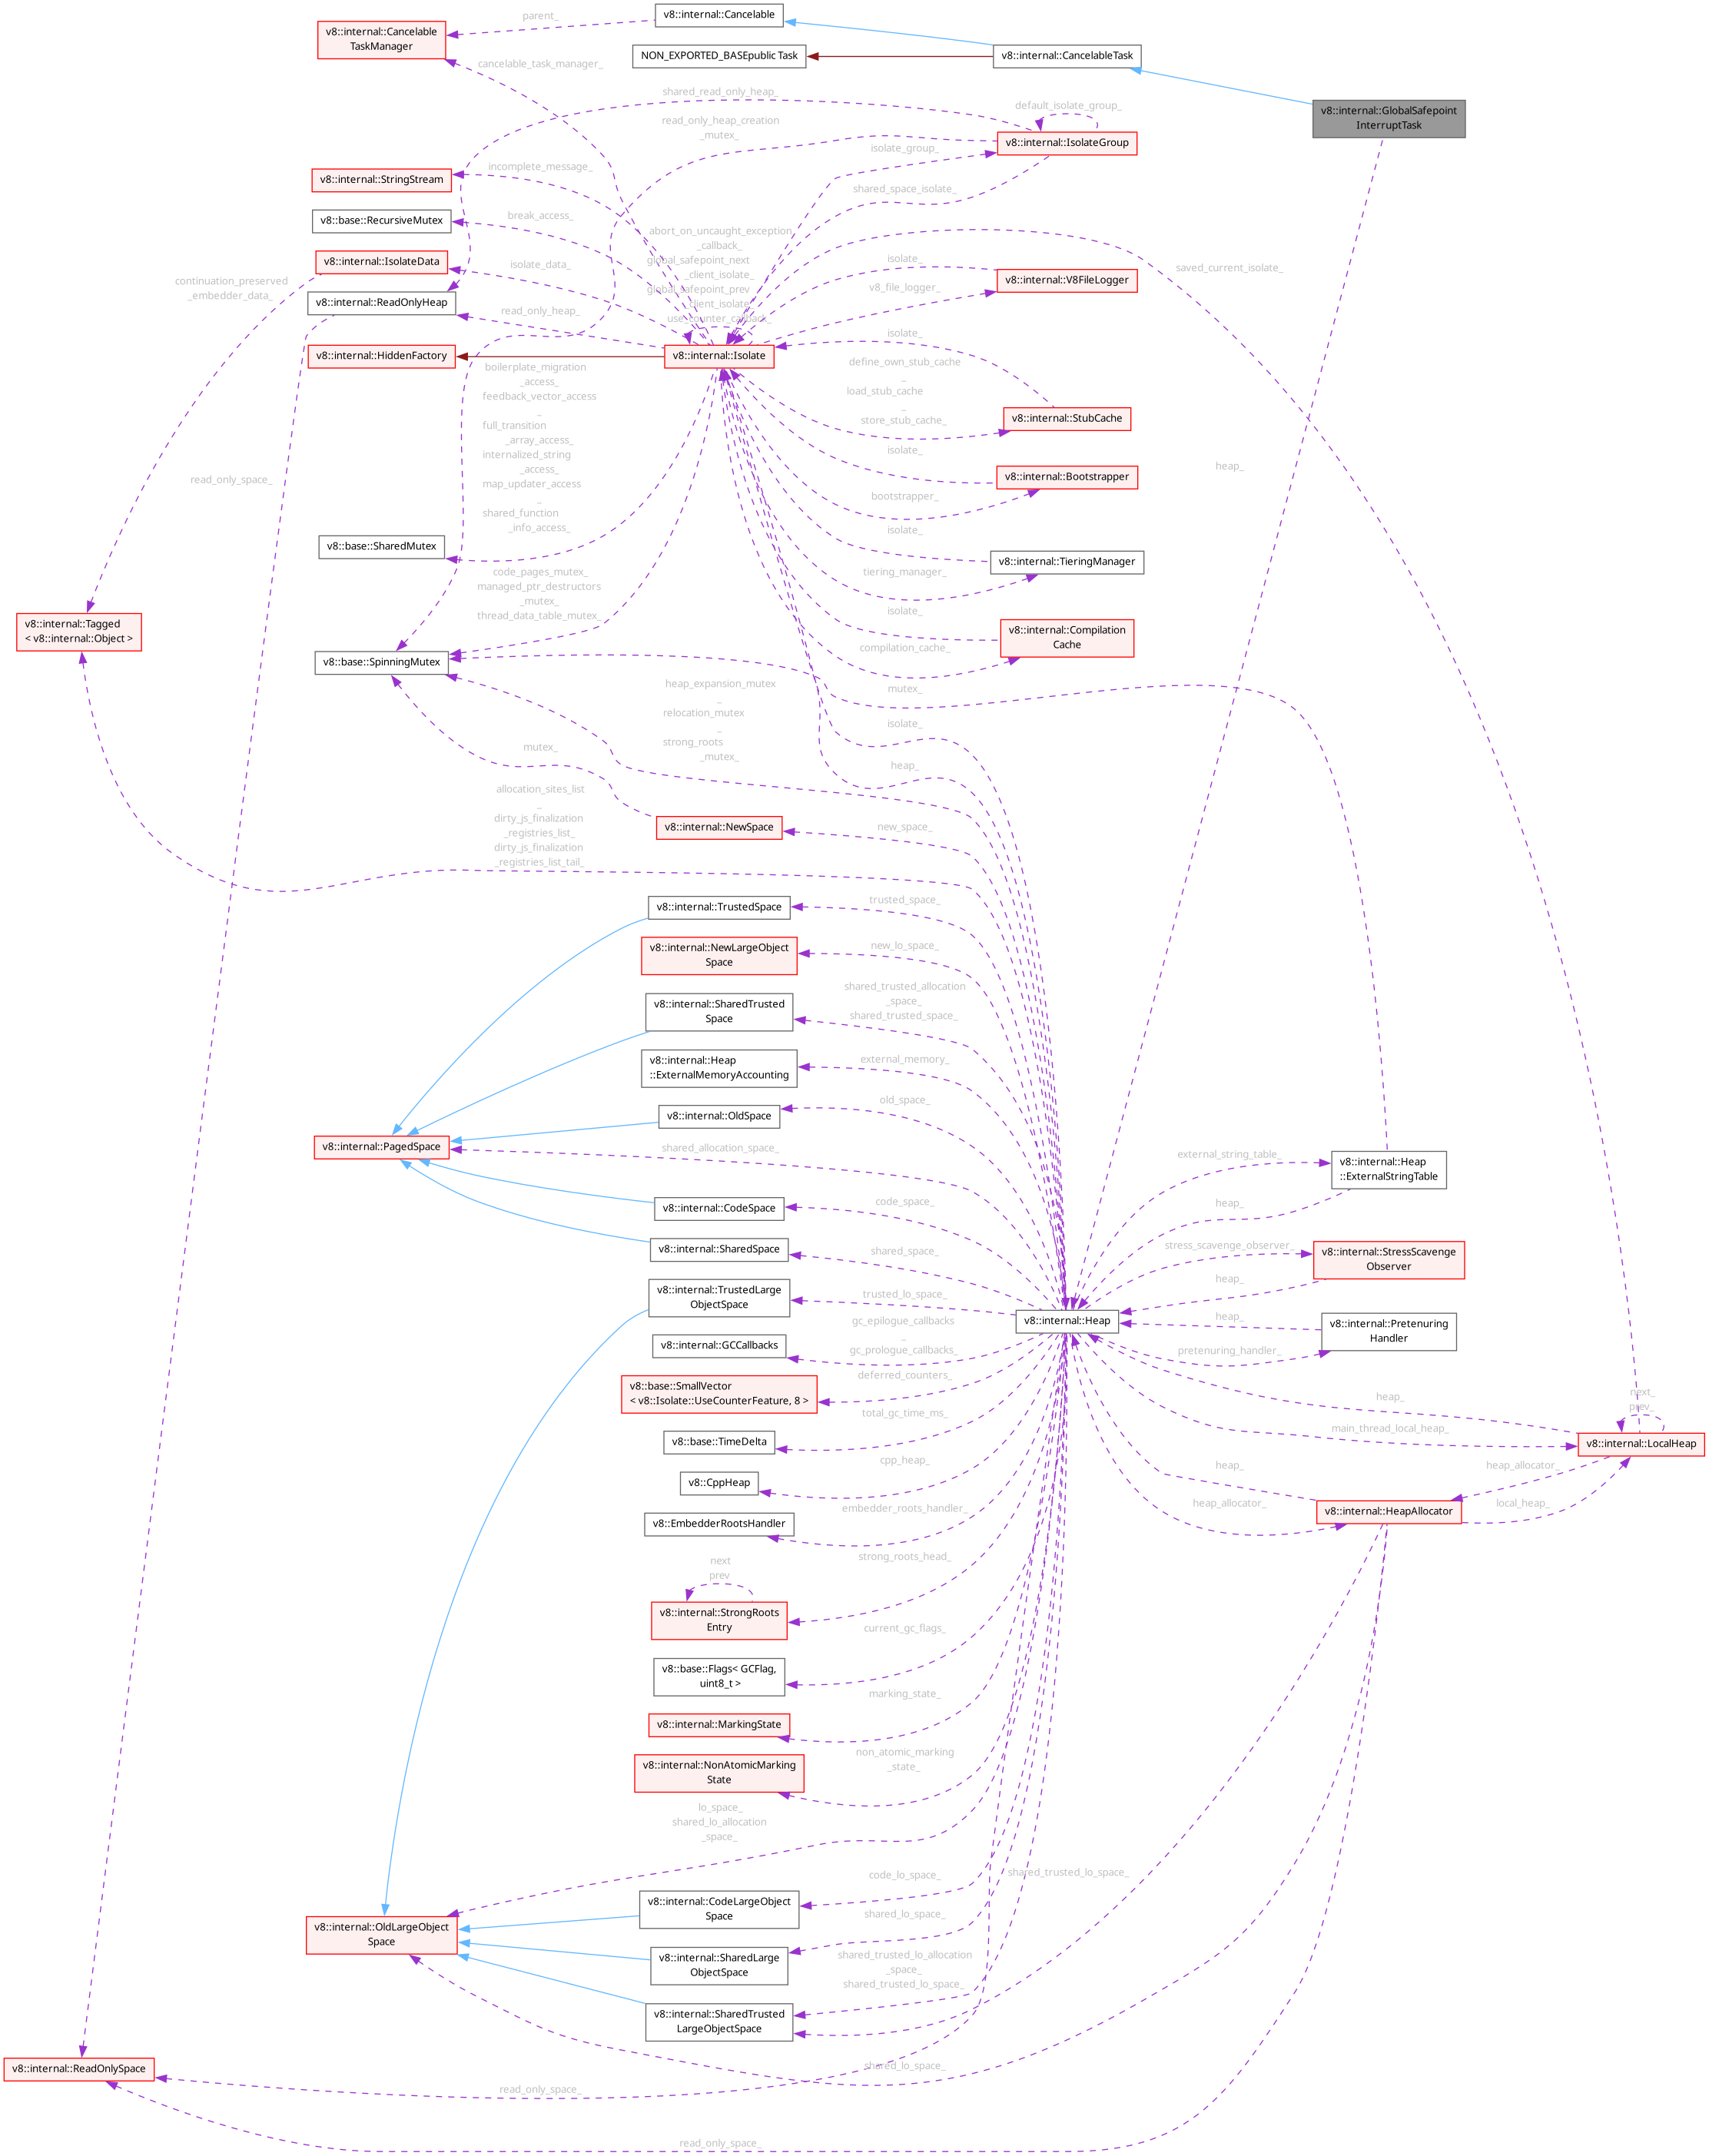 v8::internal::Cancelable
TaskManager
parent_
v8::internal::Cancelable
NON_EXPORTED_BASEpublic Task
v8::internal::CancelableTask
v8::internal::GlobalSafepoint
InterruptTask
cancelable_task_manager_
shared_read_only_heap_
read_only_heap_creation
_mutex_
default_isolate_group_
v8::internal::IsolateGroup
isolate_group_
shared_space_isolate_
v8::internal::StringStream
incomplete_message_
v8::base::RecursiveMutex
break_access_
v8::internal::IsolateData
isolate_data_
v8::internal::ReadOnlyHeap
read_only_heap_
v8::internal::HiddenFactory
continuation_preserved
_embedder_data_
abort_on_uncaught_exception
_callback_
global_safepoint_next
_client_isolate_
global_safepoint_prev
_client_isolate_
use_counter_callback_
v8::internal::Isolate
isolate_
v8_file_logger_
v8::internal::V8FileLogger
saved_current_isolate_
isolate_
define_own_stub_cache
_
load_stub_cache
_
store_stub_cache_
v8::internal::StubCache
isolate_
v8::internal::Bootstrapper
bootstrapper_
isolate_
v8::internal::TieringManager
tiering_manager_
isolate_
v8::internal::Compilation
Cache
compilation_cache_
heap_
boilerplate_migration
_access_
feedback_vector_access
_
full_transition
_array_access_
internalized_string
_access_
map_updater_access
_
shared_function
_info_access_
read_only_space_
v8::base::SharedMutex
code_pages_mutex_
managed_ptr_destructors
_mutex_
thread_data_table_mutex_
v8::internal::Tagged
< v8::internal::Object >
v8::base::SpinningMutex
mutex_
heap_expansion_mutex
_
relocation_mutex
_
strong_roots
_mutex_
isolate_
heap_
mutex_
allocation_sites_list
_
dirty_js_finalization
_registries_list_
dirty_js_finalization
_registries_list_tail_
v8::internal::NewSpace
new_space_
v8::internal::TrustedSpace
trusted_space_
v8::internal::NewLargeObject
Space
new_lo_space_
v8::internal::SharedTrusted
Space
shared_trusted_allocation
_space_
shared_trusted_space_
v8::internal::Heap
::ExternalMemoryAccounting
external_memory_
v8::internal::OldSpace
old_space_
v8::internal::PagedSpace
shared_allocation_space_
v8::internal::CodeSpace
code_space_
v8::internal::SharedSpace
shared_space_
v8::internal::TrustedLarge
ObjectSpace
trusted_lo_space_
v8::internal::Heap
external_string_table_
v8::internal::Heap
::ExternalStringTable
heap_
stress_scavenge_observer_
v8::internal::StressScavenge
Observer
heap_
heap_
v8::internal::Pretenuring
Handler
pretenuring_handler_
heap_
main_thread_local_heap_
next_
prev_
v8::internal::LocalHeap
heap_
heap_allocator_
heap_allocator_
v8::internal::HeapAllocator
local_heap_
v8::internal::GCCallbacks
gc_epilogue_callbacks
_
gc_prologue_callbacks_
v8::base::SmallVector
< v8::Isolate::UseCounterFeature, 8 >
deferred_counters_
v8::base::TimeDelta
total_gc_time_ms_
v8::CppHeap
cpp_heap_
v8::EmbedderRootsHandler
embedder_roots_handler_
next
prev
v8::internal::StrongRoots
Entry
strong_roots_head_
v8::base::Flags< GCFlag,
uint8_t >
current_gc_flags_
v8::internal::MarkingState
marking_state_
v8::internal::NonAtomicMarking
State
non_atomic_marking
_state_
lo_space_
shared_lo_allocation
_space_
v8::internal::OldLargeObject
Space
v8::internal::CodeLargeObject
Space
code_lo_space_
v8::internal::SharedLarge
ObjectSpace
shared_lo_space_
v8::internal::SharedTrusted
LargeObjectSpace
shared_trusted_lo_allocation
_space_
shared_trusted_lo_space_
shared_trusted_lo_space_
shared_lo_space_
v8::internal::ReadOnlySpace
read_only_space_
read_only_space_